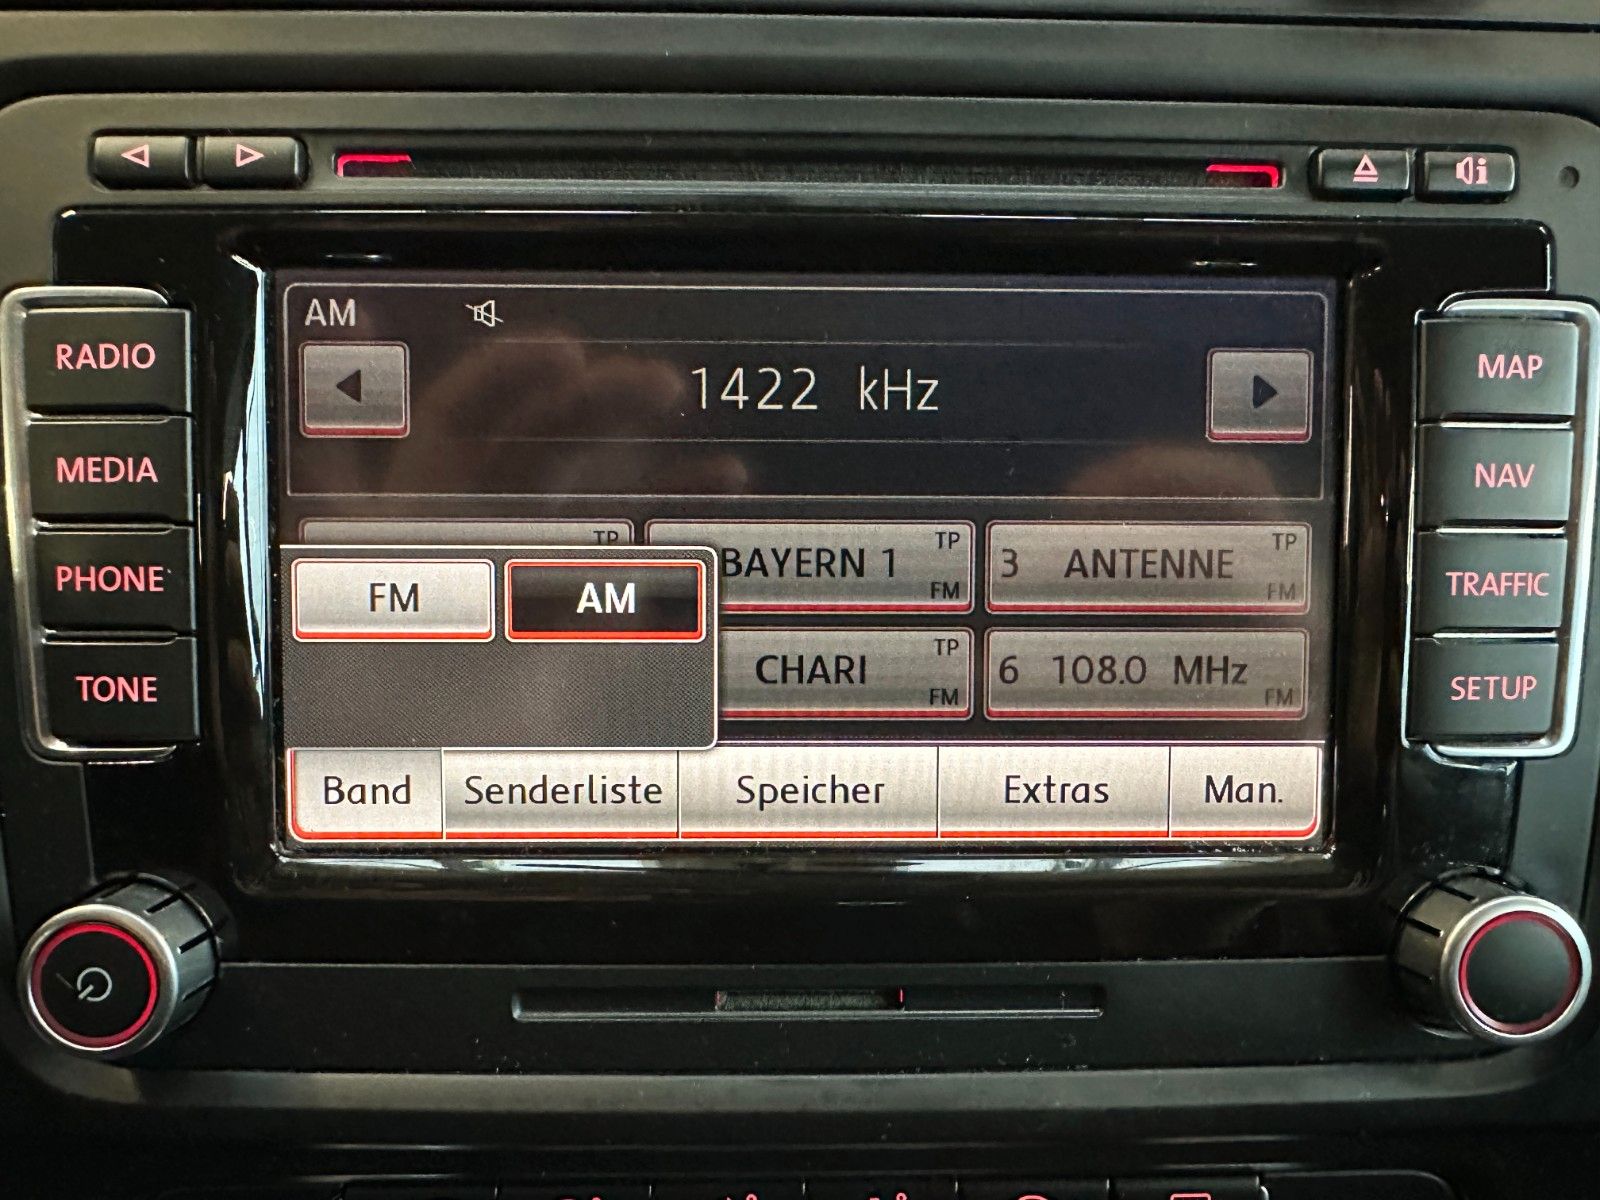 RADIO
MEDIA
PHONE
TONE
AM
1422 kHz
TP
BAYERN 1 TP
FM
3 ANTENNE TP
FM
FM
AM
CHARI TP
FM
6 108.0 MHz
FM
Band
Senderliste
Speicher
Extras
Man.
MAP
NAV
TRAFFIC
SETUP